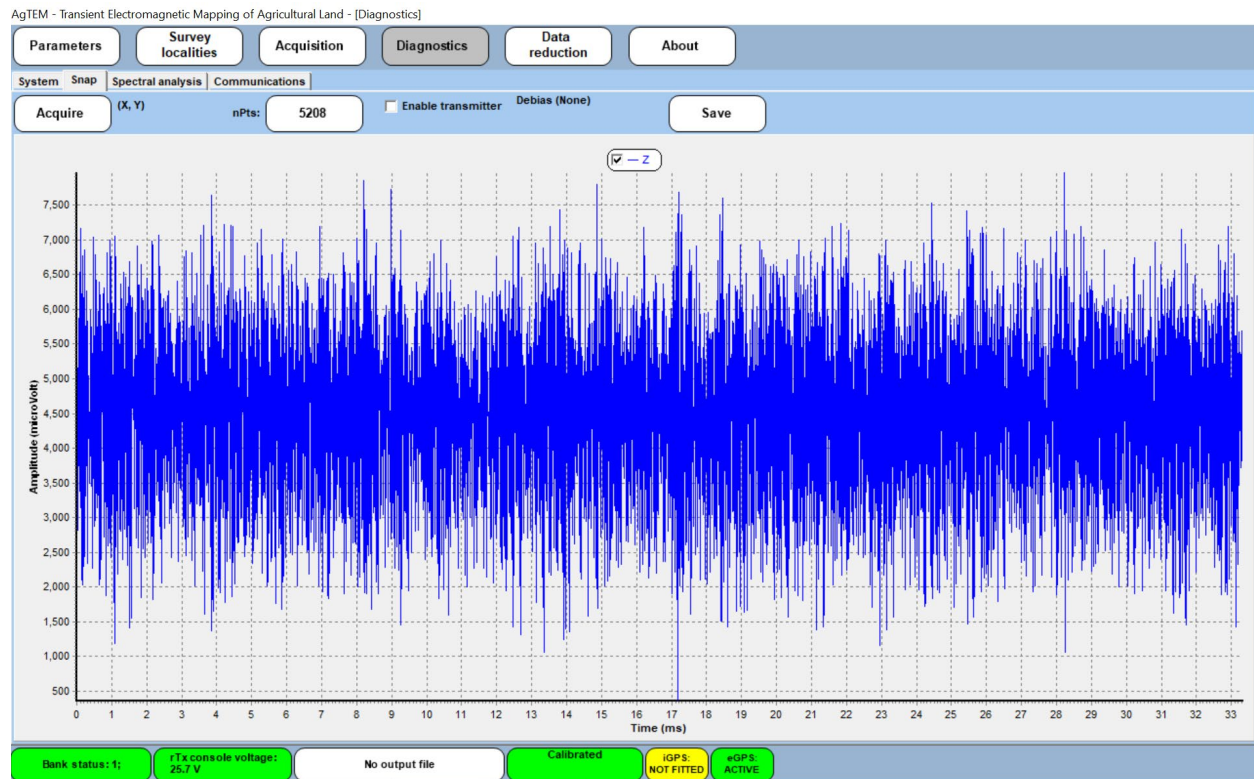 AgTEM - Transient Electromagnetic Mapping of Agricultural Land - [Diagnostics]
Parameters
Survey
localities
Acquisition
Diagnostics
Data
reduction
About
System Snap Spectral analysis Communications
Acquire (X, Y) nPts: 5208 Enable transmitter Debias (None) Save
Z
7,500
7,000
6,500
6,000
5,500
5,000
4,500
4,000
3,500
3,000
2,500
2,000
1,500
1,000
500
Amplitude (microVolt)
0 1 2 3 4 5 6 7 8 9 10 11 12 13 14 15 16 17 18 19 20 21 22 23 24 25 26 27 28 29 30 31 32 33
Time (ms)
Bank status: 1;
rTx console voltage:
25.7 V
No output file
Calibrated
iGPS:
NOT FITTED
eGPS:
ACTIVE